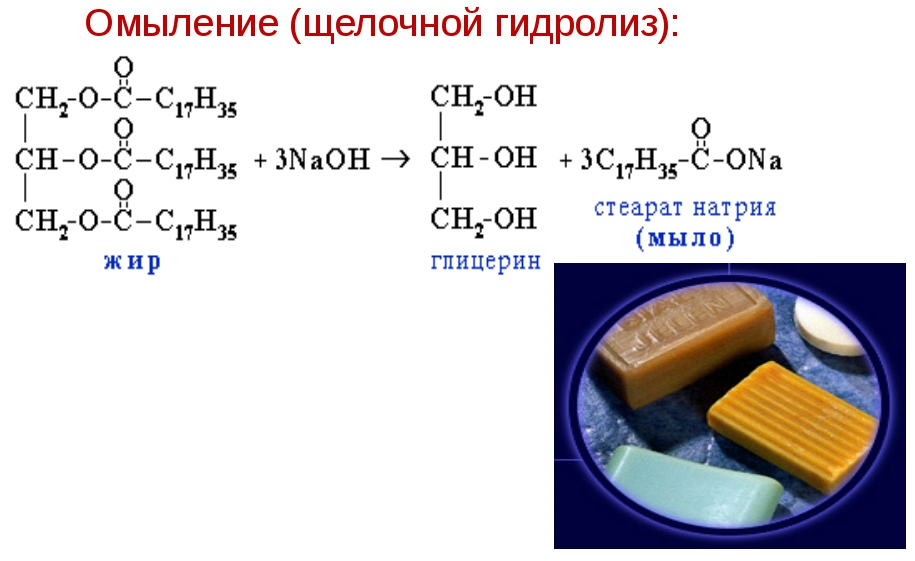 Омыление (щелочной гидролиз):
O
CH₂-O-C–C₁₇H₃₅
O
CH-O-C–C₁₇H₃₅ + 3NaOH → CH-OH + 3C₁₇H₃₅-C–ONa
O
CH₂-O-C–C₁₇H₃₅
CH₂-OH
CH₂-OH
O
жир
глицерин
стеарат натрия
(мыло)
JELEN